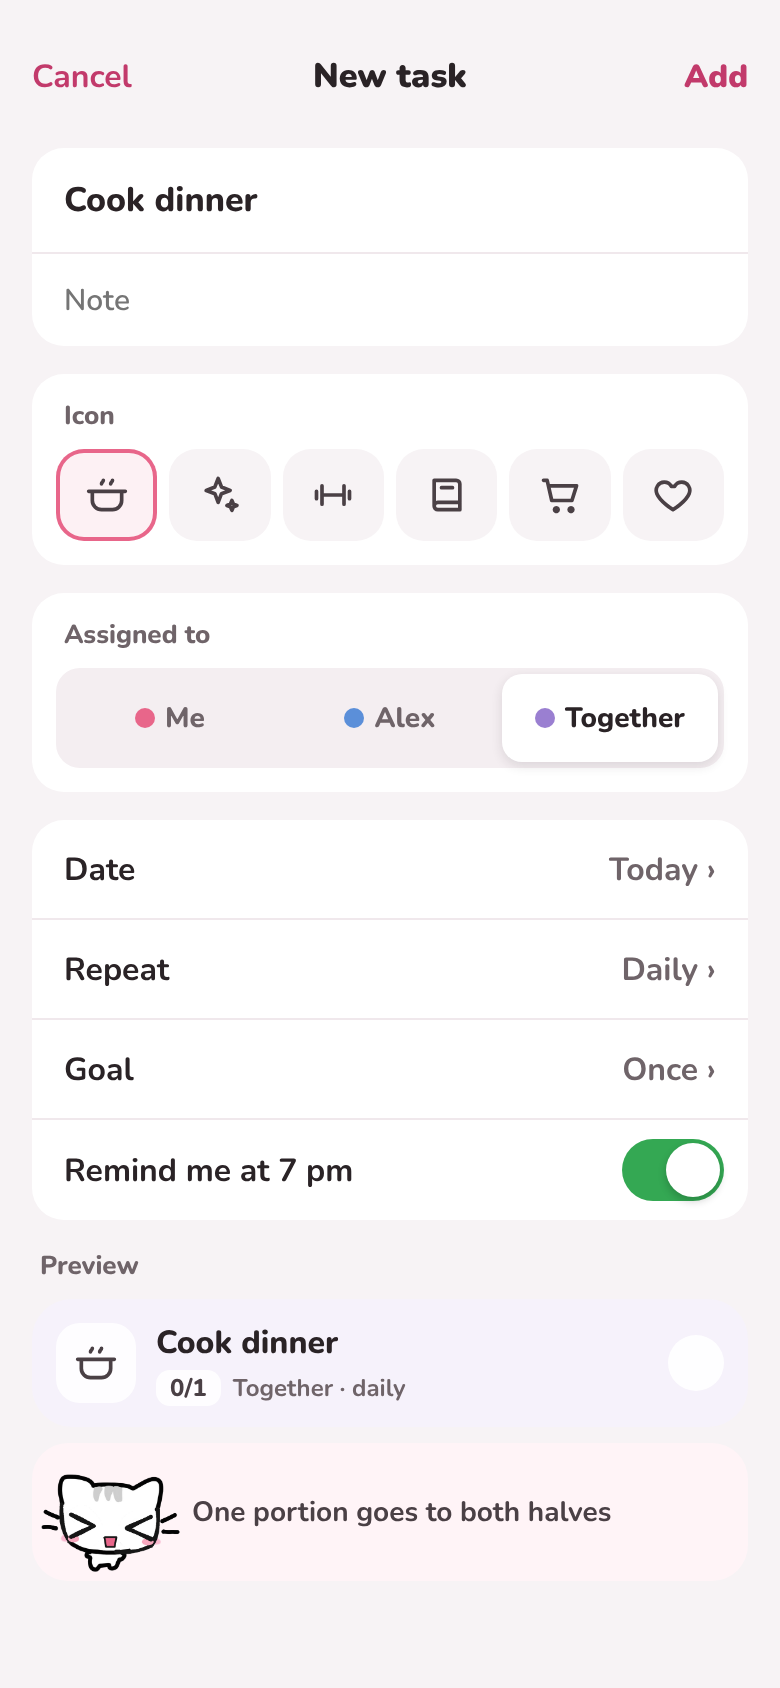 Cancel New task Add
Cook dinner
Note
Icon
Assigned to
Me Alex Together
Date Today ›
Repeat Daily ›
Goal Once ›
Remind me at 7 pm
Preview
Cook dinner
0/1 Together · daily
One portion goes to both halves